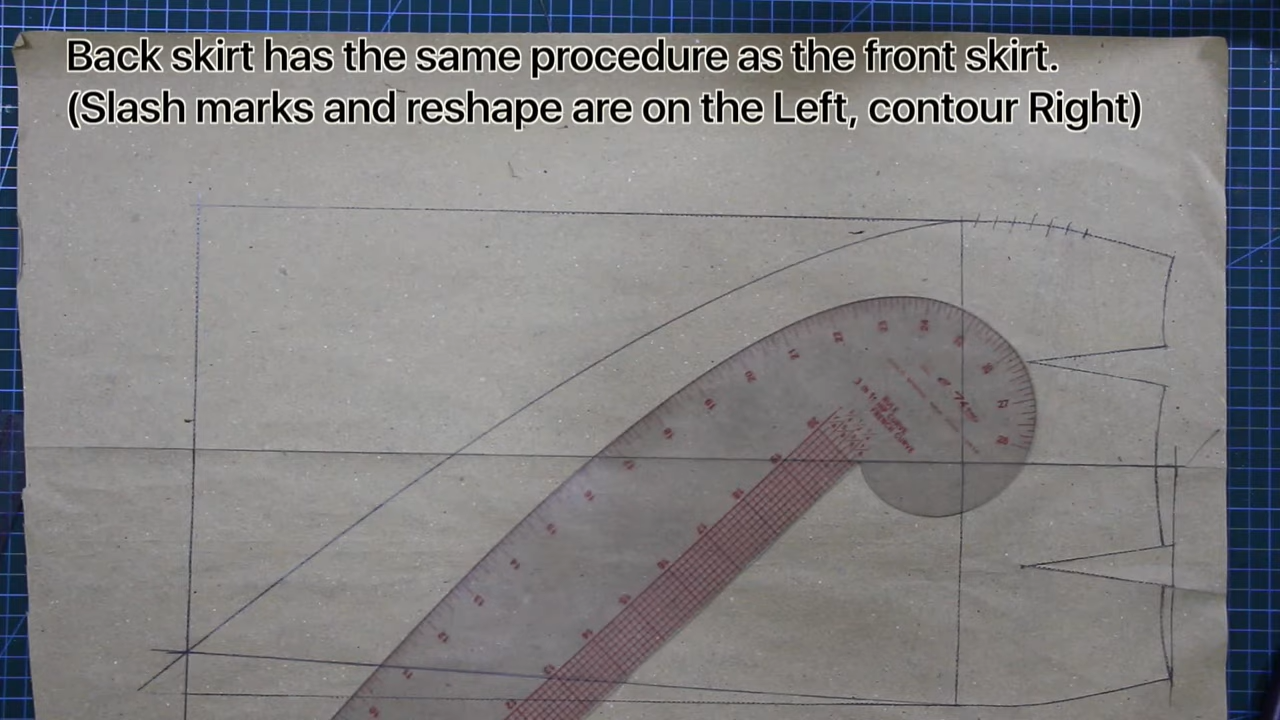 Back skirt has the same procedure as the front skirt.
(Slash marks and reshape are on the Left, contour Right)